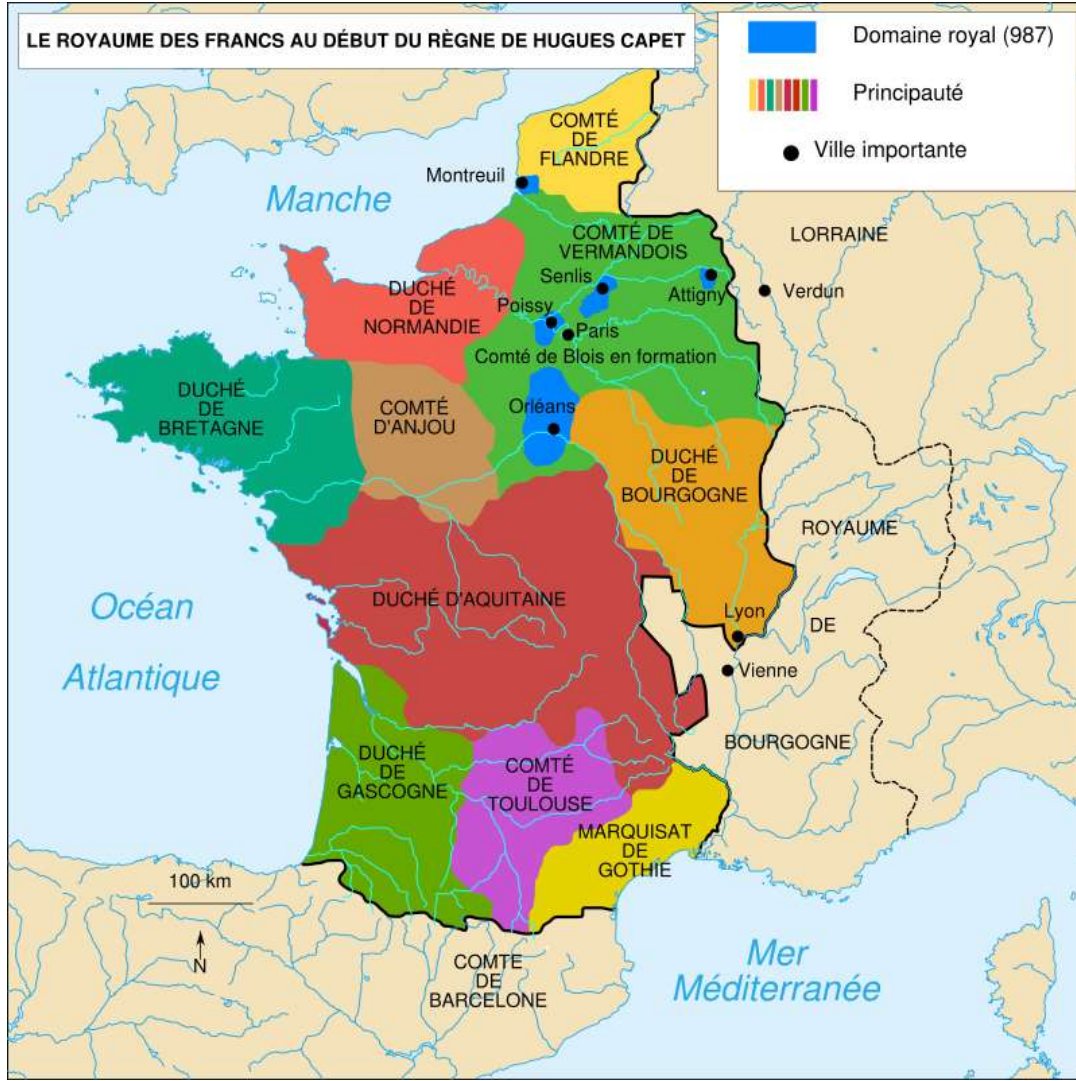 LE ROYAUME DES FRANCS AU DÉBUT DU RÈGNE DE HUGUES CAPET
Domaine royal (987)
Principauté
Ville importante
COMTÉ
DE
FLANDRE
Montreuil
Manche
COMTÉ DE
VERMANDOIS
LORRAINE
Senlis
Attigny
Verdun
DUCHÉ
DE
NORMANDIE
Poissy
Paris
Comté de Blois en formation
DUCHÉ
DE
BRETAGNE
COMTÉ
D'ANJOU
Orléans
DUCHÉ
DE
BOURGOGNE
ROYAUME
DE
BOURGOGNE
Océan
Atlantique
DUCHÉ D'AQUITAINE
Lyon
Vienne
DUCHÉ
DE
GASCOGNE
COMTÉ
DE
TOULOUSE
MARQUISAT
DE
GOTHIE
100 km
N
COMTE
DE
BARCELONE
Mer
Méditerranée